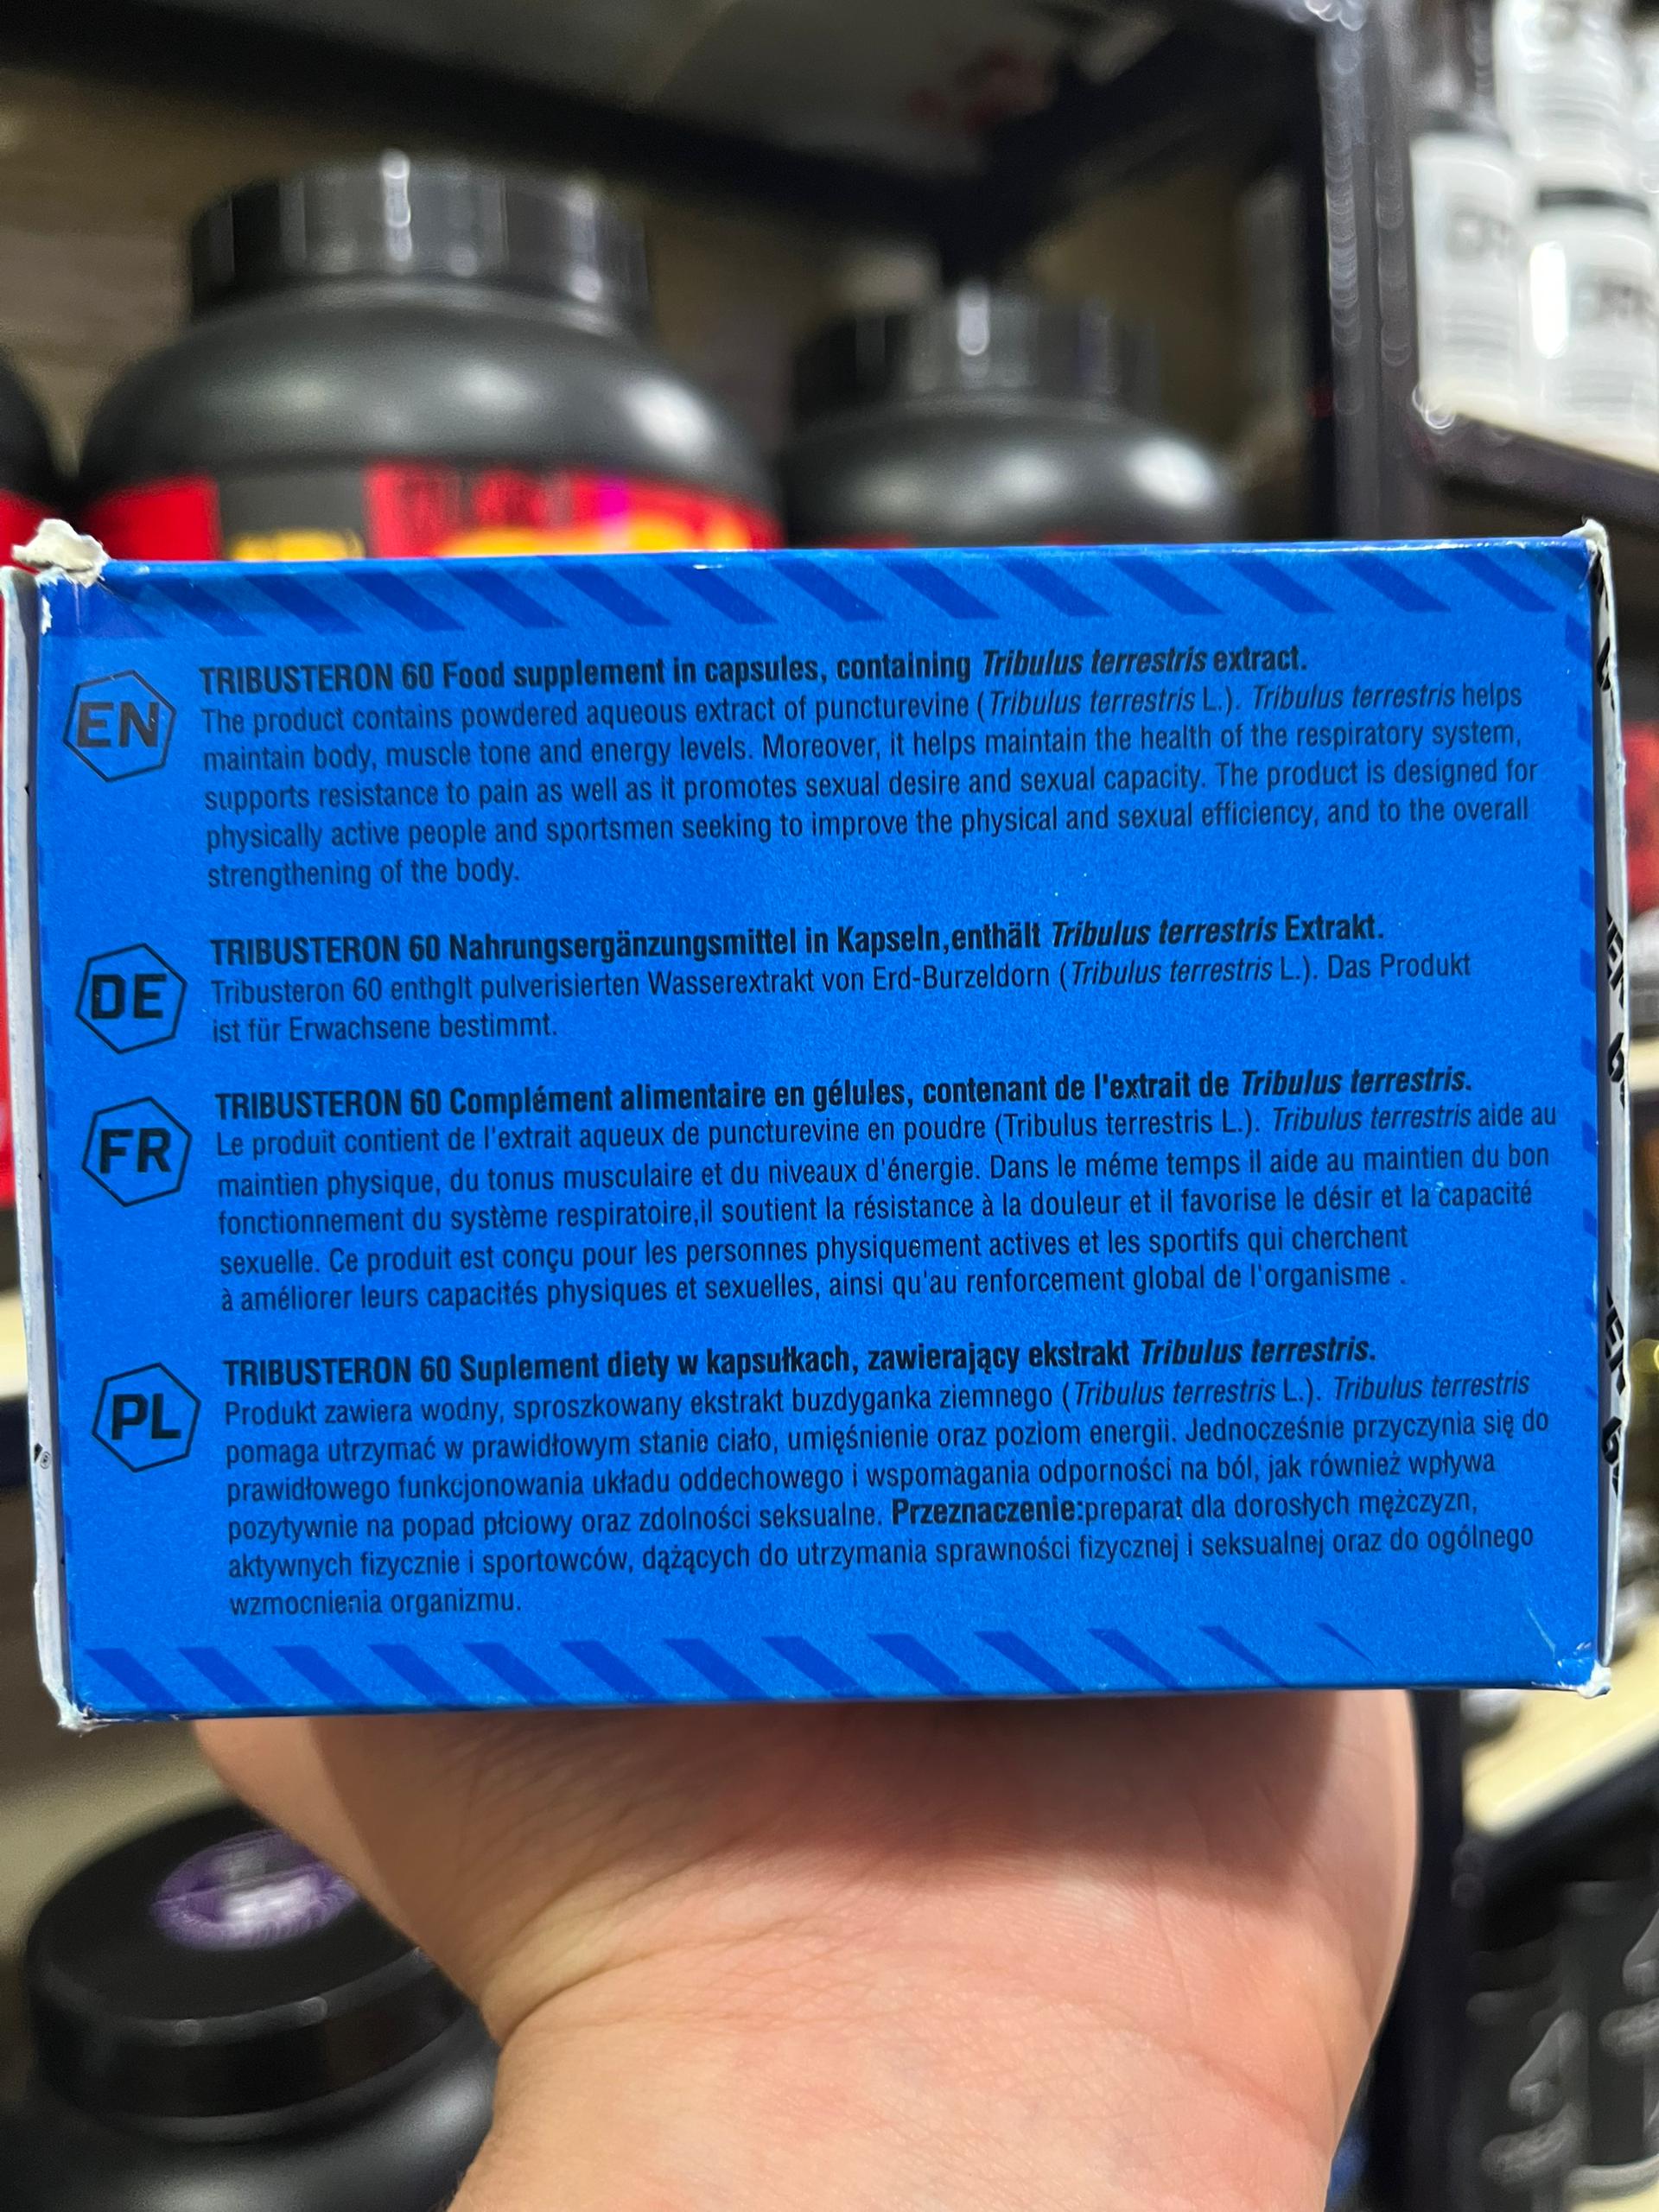 EN
TRIBUSTERON 60 Food supplement in capsules, containing Tribulus terrestris extract.
The product contains powdered aqueous extract of puncturevine (Tribulus terrestris L.). Tribulus terrestris helps
maintain body, muscle tone and energy levels. Moreover, it helps maintain the health of the respiratory system,
supports resistance to pain as well as it promotes sexual desire and sexual capacity. The product is designed for
physically active people and sportsmen seeking to improve the physical and sexual efficiency, and to the overall
strengthening of the body.
DE
TRIBUSTERON 60 Nahrungsergänzungsmittel in Kapseln,enthält Tribulus terrestris Extrakt.
Tribusteron 60 enthglt pulverisierten Wasserextrakt von Erd-Burzeldorn (Tribulus terrestris L.). Das Produkt
ist für Erwachsene bestimmt.
FR
TRIBUSTERON 60 Complément alimentaire en gélules, contenant de l'extrait de Tribulus terrestris.
Le produit contient de l'extrait aqueux de puncturevine en poudre (Tribulus terrestris L.). Tribulus terrestris aide au
maintien physique, du tonus musculaire et du niveaux d'énergie. Dans le méme temps il aide au maintien du bon
fonctionnement du système respiratoire,il soutient la résistance à la douleur et il favorise le désir et la capacité
sexuelle. Ce produit est conçu pour les personnes physiquement actives et les sportifs qui cherchent
à améliorer leurs capacités physiques et sexuelles, ainsi qu'au renforcement global de l'organisme .
PL
TRIBUSTERON 60 Suplement diety w kapsułkach, zawierający ekstrakt Tribulus terrestris.
Produkt zawiera wodny, sproszkowany ekstrakt buzdyganka ziemnego (Tribulus terrestris L.). Tribulus terrestris
pomaga utrzymać w prawidłowym stanie ciało, umięśnienie oraz poziom energii. Jednocześnie przyczynia się do
prawidłowego funkcjonowania układu oddechowego i wspomagania odporności na ból, jak również wpływa
pozytywnie na popąd płciowy oraz zdolności seksualne. Przeznaczenie:preparat dla dorosłych mężczyzn,
aktywnych fizycznie i sportowców, dążących do utrzymania sprawności fizycznej i seksualnej oraz do ogólnego
wzmocnienia organizmu.